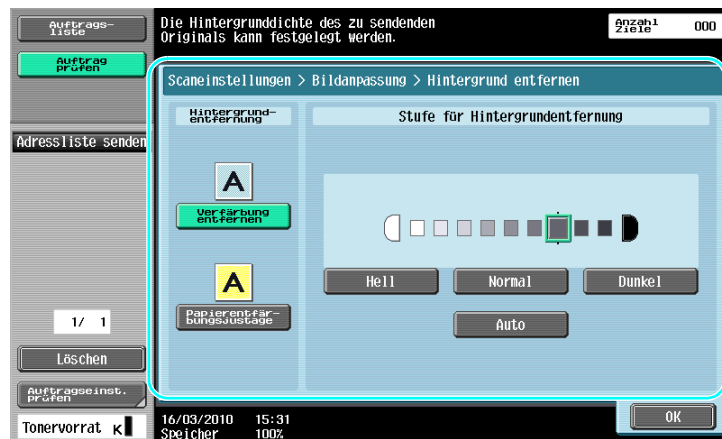 Auftrags-
liste
Auftrag
prüfen
Adressliste senden
1/ 1
Löschen
Auftragseinst.
prüfen
Tonervorrat K
Die Hintergrunddichte des zu sendenden
Originals kann festgelegt werden.
Anzahl
Ziele 000
Scaneinstellungen > Bildanpassung > Hintergrund entfernen
Hintergrund-
entfernung
Stufe für Hintergrundentfernung
A
Verfärbung
entfernen
A
Papierentfär-
bungsjustage
Hell Normal Dunkel
Auto
16/03/2010 15:31
Speicher 100%
OK